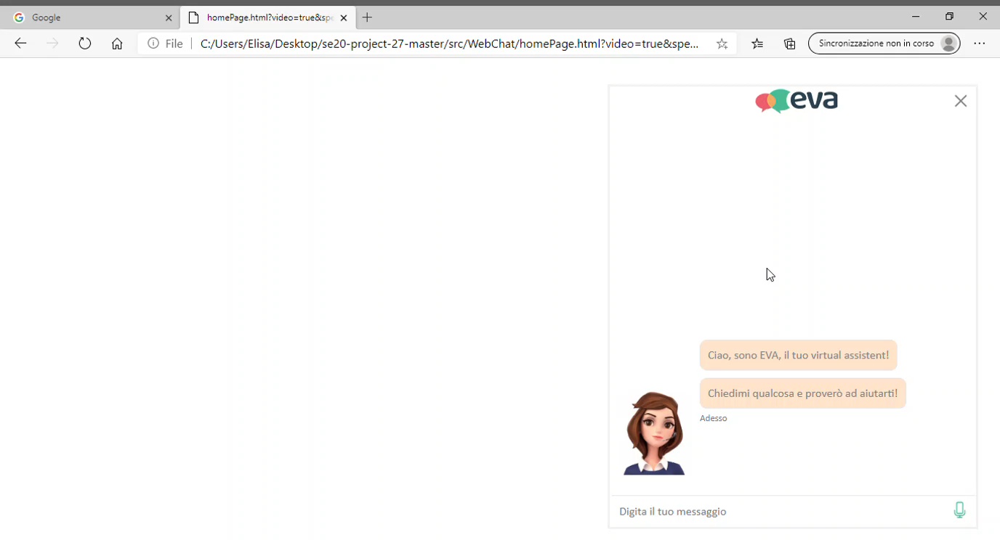 Google
homePage.html?video=true&spe
File
C:/Users/Elisa/Desktop/se20-project-27-master/src/WebChat/homePage.html?video=true&spe...
Sincronizzazione non in corso
eva
Ciao, sono EVA, il tuo virtual assistent!
Chiedimi qualcosa e proverò ad aiutarti!
Adesso
Digita il tuo messaggio